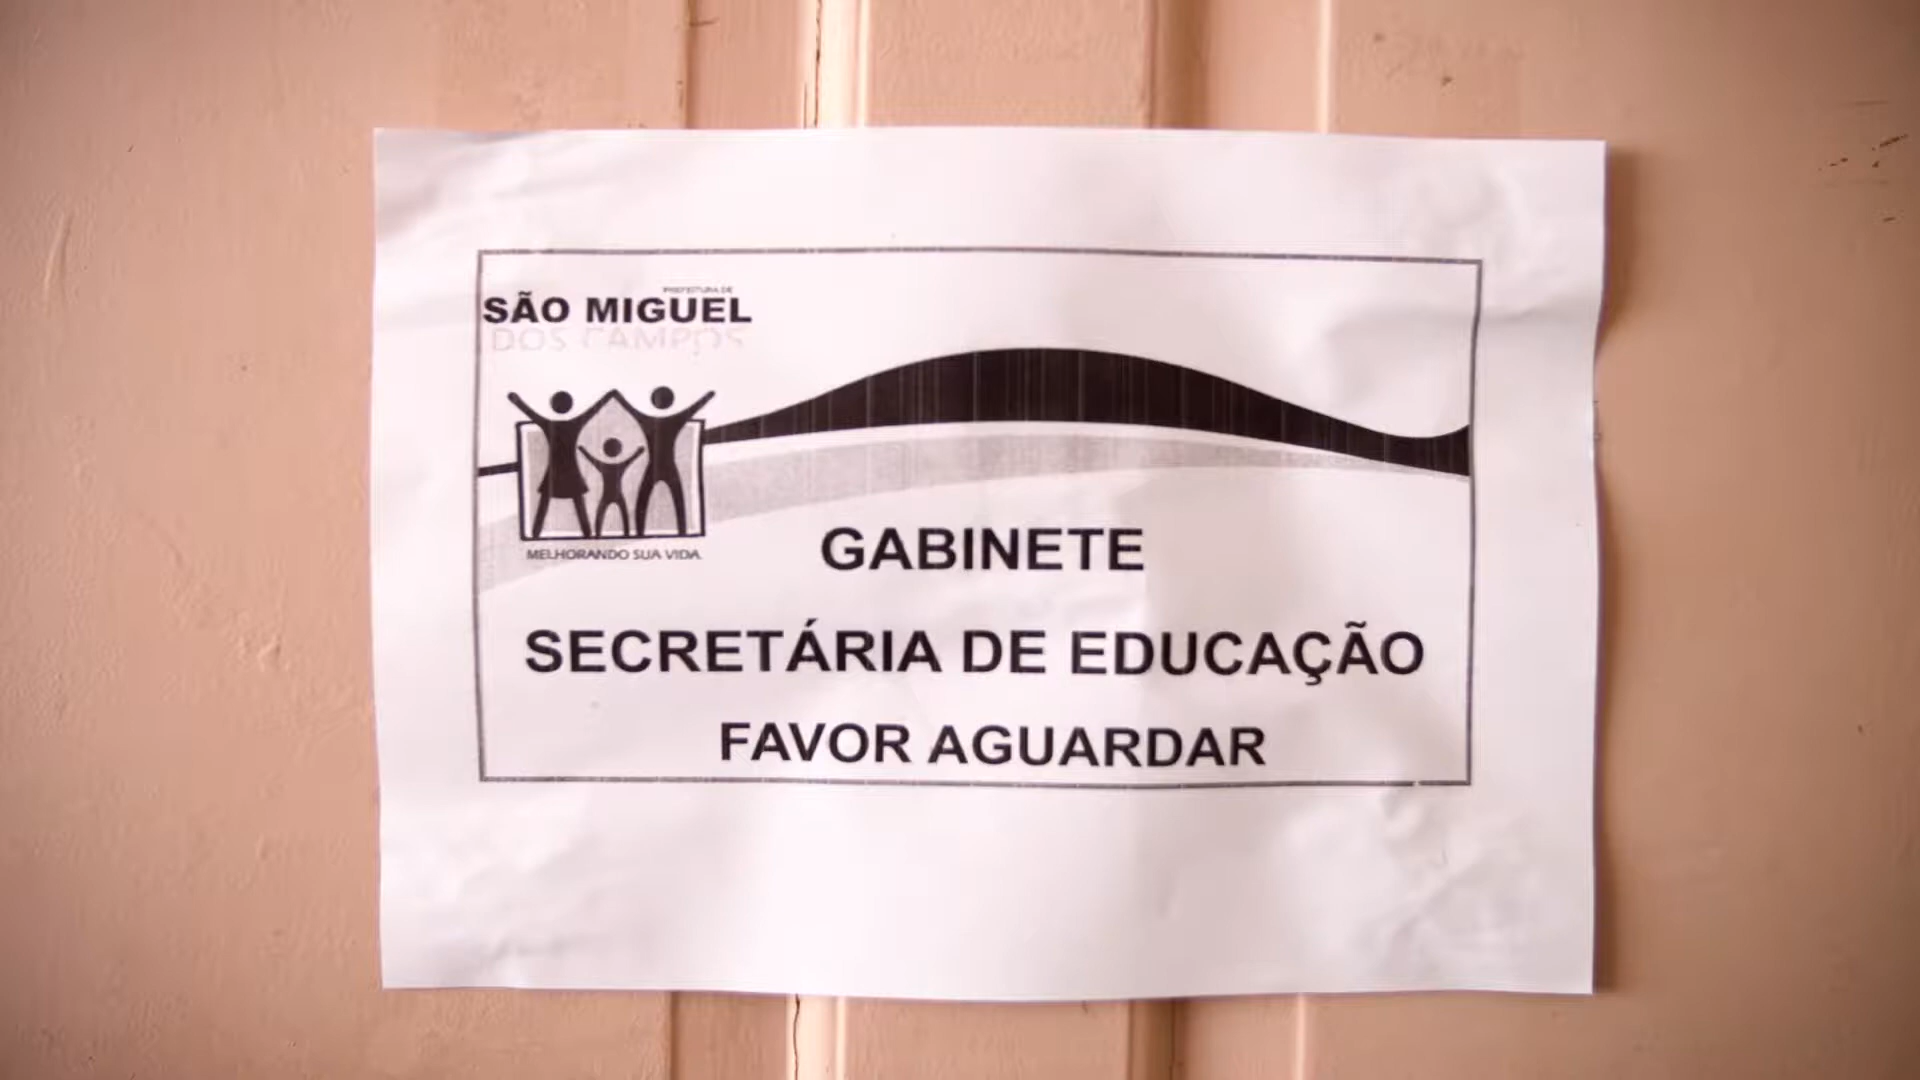 PREFEITURA DE
SÃO MIGUEL
DOS CAMPOS
MELHORANDO SUA VIDA.
GABINETE
SECRETÁRIA DE EDUCAÇÃO
FAVOR AGUARDAR